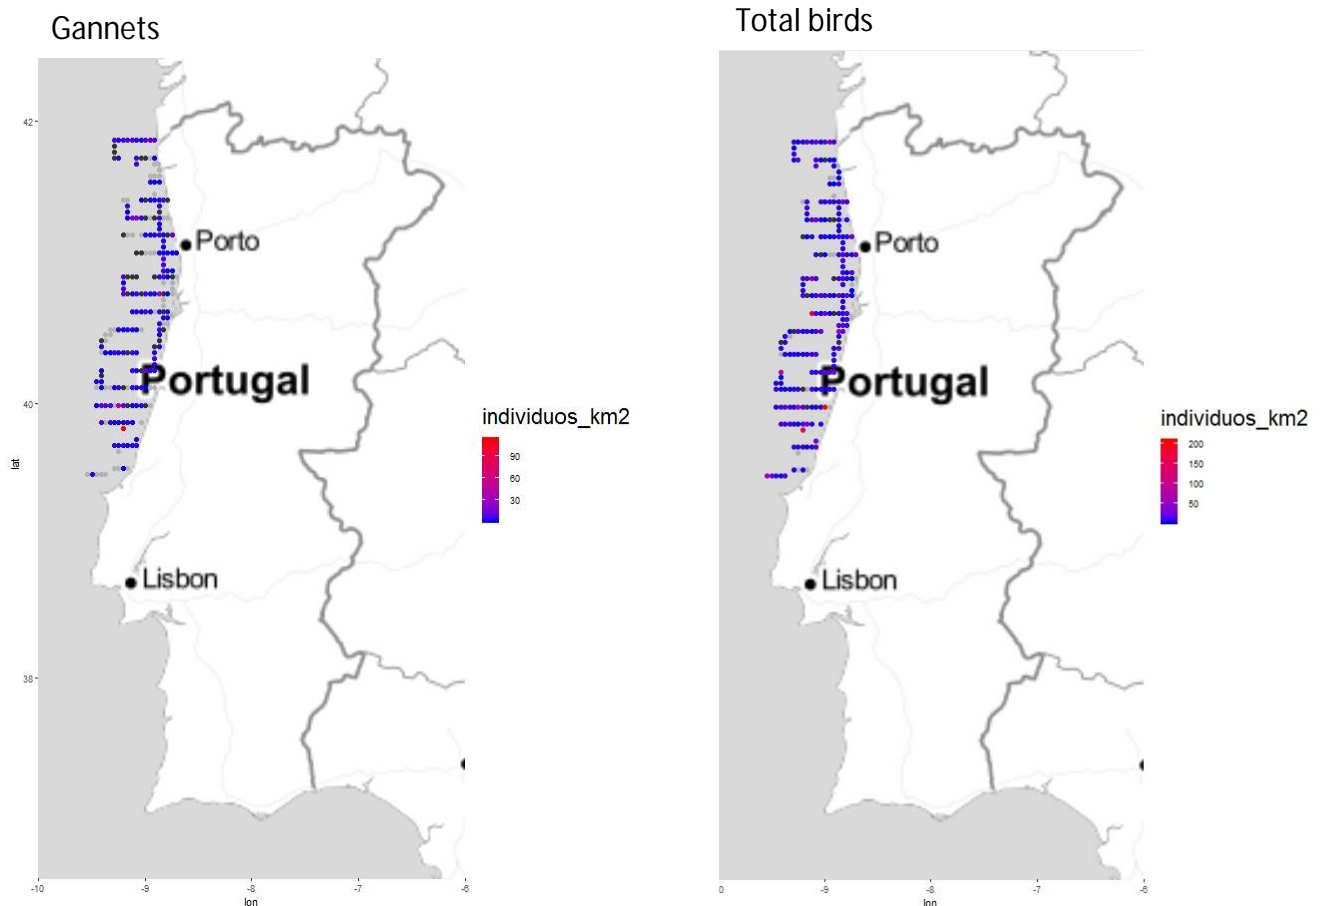 Gannets
Total birds
42
40
38
lat
Porto
Portugal
Lisbon
-10
-9
-8
-7
-6
lon
individuos_km2
90
60
30
Porto
Portugal
Lisbon
0
-9
-8
-7
-6
lon
individuos_km2
200
150
100
50